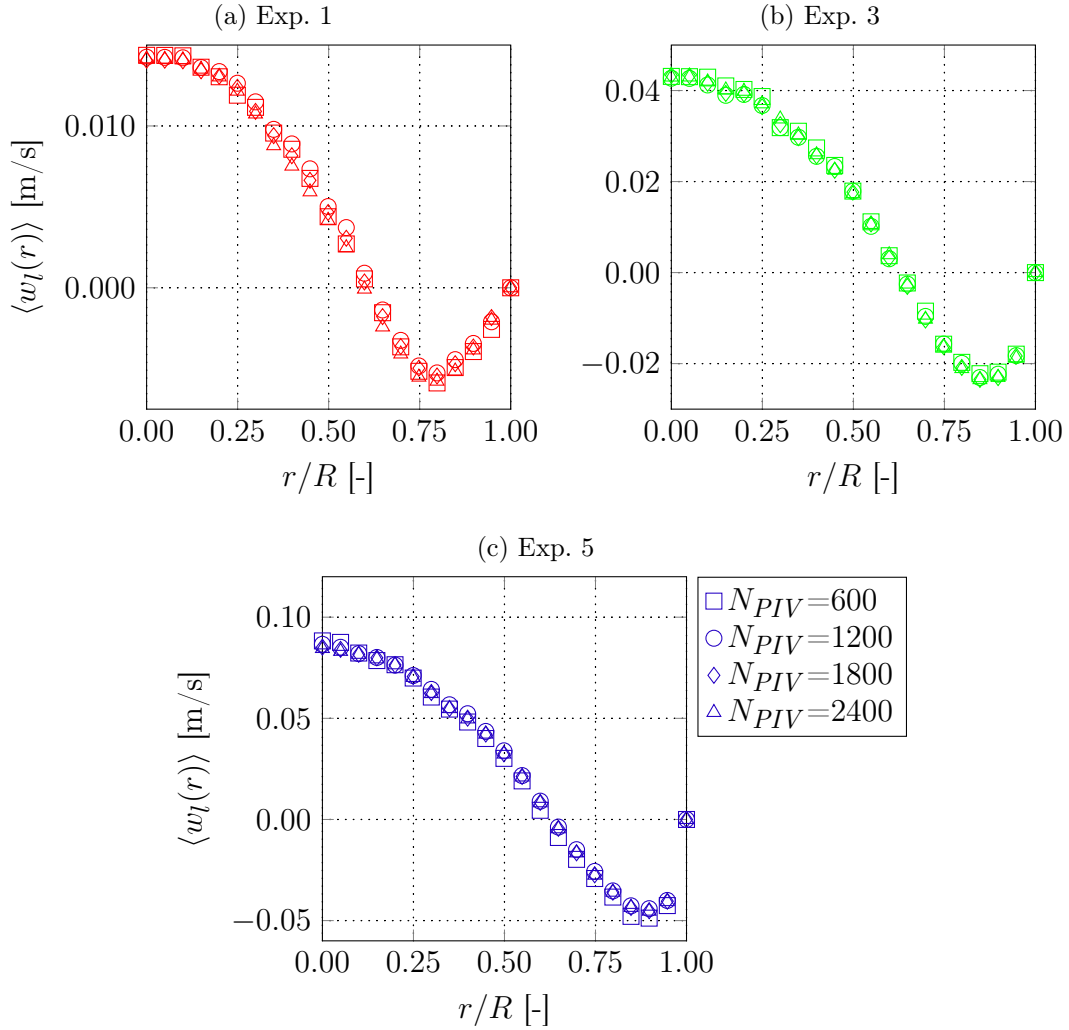 (a) Exp. 1
⟨w_l(r)⟩ [m/s]
0.010
0.000
0.00 0.25 0.50 0.75 1.00
r/R [-]
(b) Exp. 3
0.04
0.02
0.00
−0.02
0.00 0.25 0.50 0.75 1.00
r/R [-]
(c) Exp. 5
⟨w_l(r)⟩ [m/s]
0.10
0.05
0.00
−0.05
0.00 0.25 0.50 0.75 1.00
r/R [-]
N_PIV=600
N_PIV=1200
N_PIV=1800
N_PIV=2400